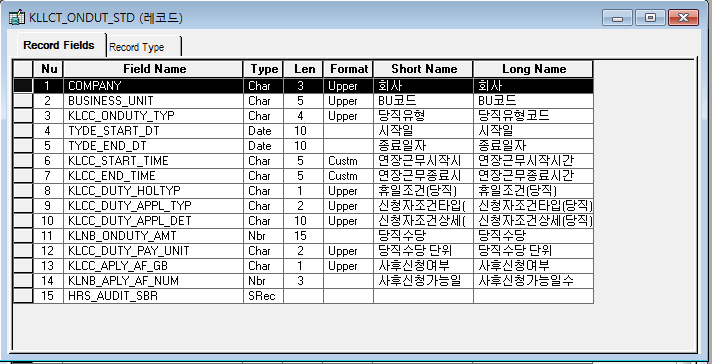 KLLCT_ONDUT_STD (레코드)
Record Fields Record Type
Nu Field Name Type Len Format Short Name Long Name
1 COMPANY Char 3 Upper 회사 회사
2 BUSINESS_UNIT Char 5 Upper BU코드 BU코드
3 KLCC_ONDUTY_TYP Char 4 Upper 당직유형 당직유형코드
4 TYDE_START_DT Date 10 시작일 시작일
5 TYDE_END_DT Date 10 종료일자 종료일자
6 KLCC_START_TIME Char 5 Custm 연장근무시작시 연장근무시작시간
7 KLCC_END_TIME Char 5 Custm 연장근무종료시 연장근무종료시간
8 KLCC_DUTY_HOLTYP Char 1 Upper 휴일조건(당직) 휴일조건(당직)
9 KLCC_DUTY_APPL_TYP Char 2 Upper 신청자조건타입( 신청자조건타입(당직)
10 KLCC_DUTY_APPL_DET Char 10 Upper 신청자조건상세( 신청자조건상세(당직)
11 KLNB_ONDUTY_AMT Nbr 15 당직수당 당직수당
12 KLCC_DUTY_PAY_UNIT Char 2 Upper 당직수당 단위 당직수당 단위
13 KLCC_APLY_AF_GB Char 1 Upper 사후신청여부 사후신청여부
14 KLNB_APLY_AF_NUM Nbr 3 사후신청가능일 사후신청가능일수
15 HRS_AUDIT_SBR SRec